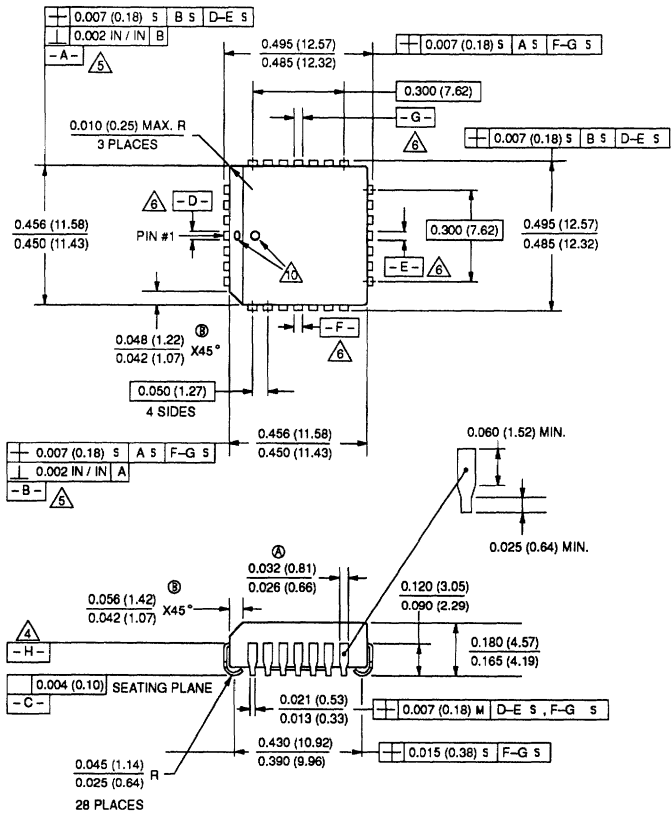 0.007 (0.18) S B S D–E S
0.002 IN / IN B
– A –
5
0.495 (12.57)
0.485 (12.32)
0.007 (0.18) S A S F–G S
0.300 (7.62)
– G –
6
0.010 (0.25) MAX. R
3 PLACES
0.007 (0.18) S B S D–E S
0.456 (11.58)
0.450 (11.43)
6
– D –
PIN #1
10
0.300 (7.62)
– E –
6
0.495 (12.57)
0.485 (12.32)
– F –
6
B
0.048 (1.22)
0.042 (1.07)
X45°
0.050 (1.27)
4 SIDES
0.456 (11.58)
0.450 (11.43)
0.007 (0.18) S A S F–G S
0.002 IN / IN A
– B –
5
0.060 (1.52) MIN.
0.025 (0.64) MIN.
A
0.032 (0.81)
0.026 (0.66)
B
0.056 (1.42)
0.042 (1.07)
X45°
0.120 (3.05)
0.090 (2.29)
0.180 (4.57)
0.165 (4.19)
4
– H –
0.004 (0.10) SEATING PLANE
– C –
0.021 (0.53)
0.013 (0.33)
0.007 (0.18) M D–E S , F–G S
0.430 (10.92)
0.390 (9.96)
0.015 (0.38) S F–G S
0.045 (1.14)
0.025 (0.64)
R
28 PLACES